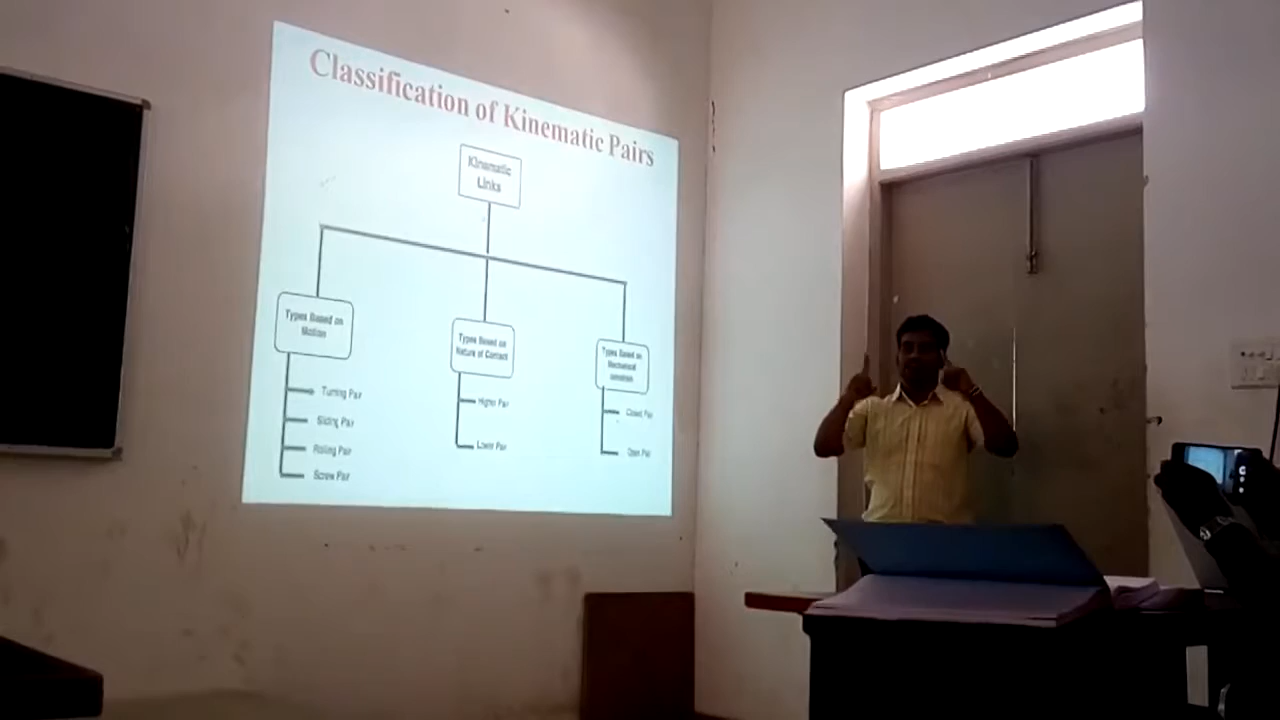 Classification of Kinematic Pairs
Kinematic
Links
Types Based on
Motion
Turning Pair
Sliding Pair
Rolling Pair
Screw Pair
Types Based on
Nature of Contact
Higher Pair
Lower Pair
Types Based on
Mechanical
Closed Pair
Open Pair